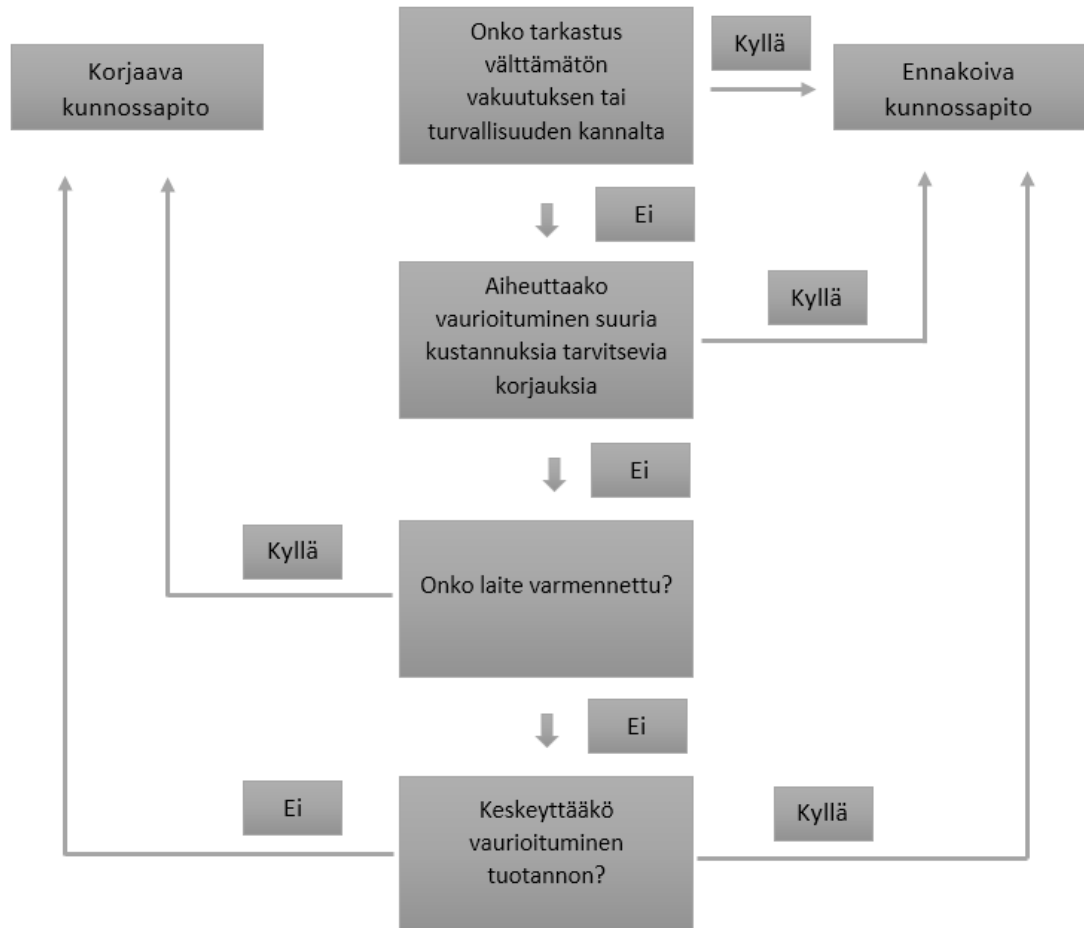 Korjaava
kunnossapito
Onko tarkastus
välttämätön
vakuutuksen tai
turvallisuuden kannalta
Kyllä
Ennakoiva
kunnossapito
Ei
Aiheuttaako
vaurioituminen suuria
kustannuksia tarvitsevia
korjauksia
Kyllä
Ei
Kyllä
Onko laite varmennettu?
Ei
Ei
Keskeyttääkö
vaurioituminen
tuotannon?
Kyllä